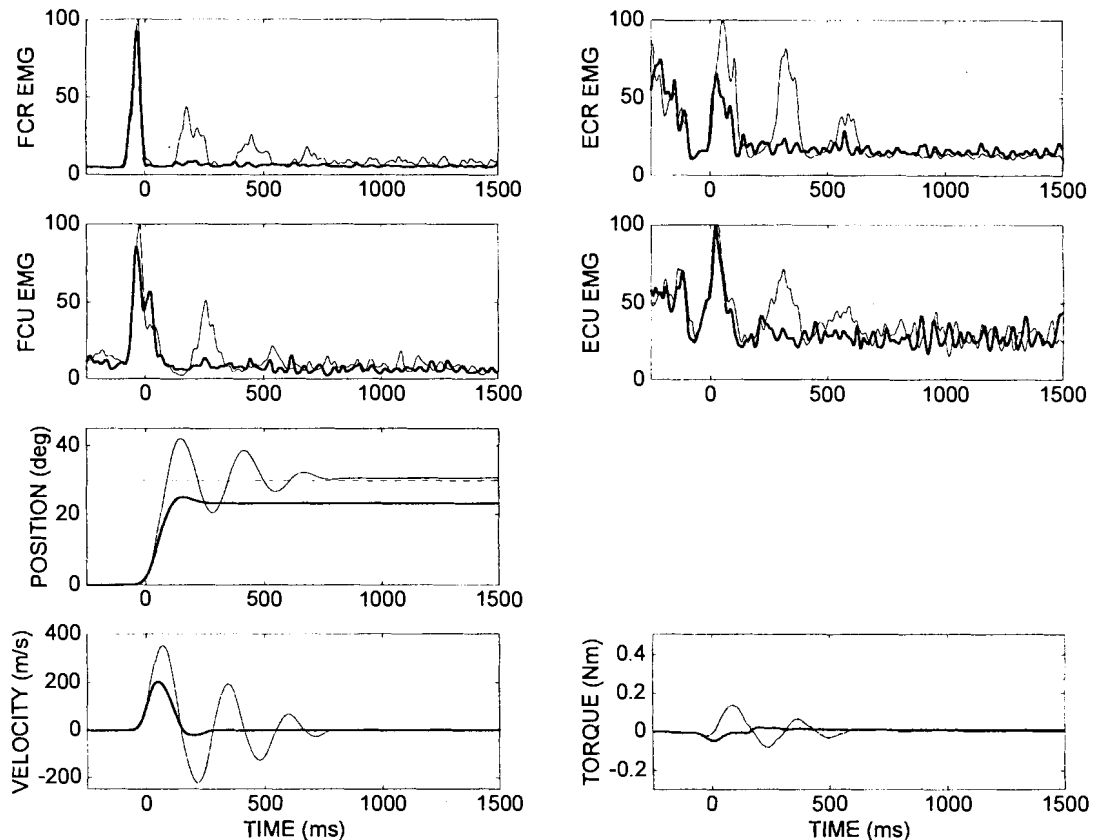 FCR EMG
100
50
0
0 500 1000 1500
ECR EMG
100
50
0
0 500 1000 1500
FCU EMG
100
50
0
0 500 1000 1500
ECU EMG
100
50
0
0 500 1000 1500
POSITION (deg)
40
20
0
0 500 1000 1500
VELOCITY (m/s)
400
200
0
-200
0 500 1000 1500
TIME (ms)
TORQUE (Nm)
0.4
0.2
0
-0.3
0 500 1000 1500
TIME (ms)